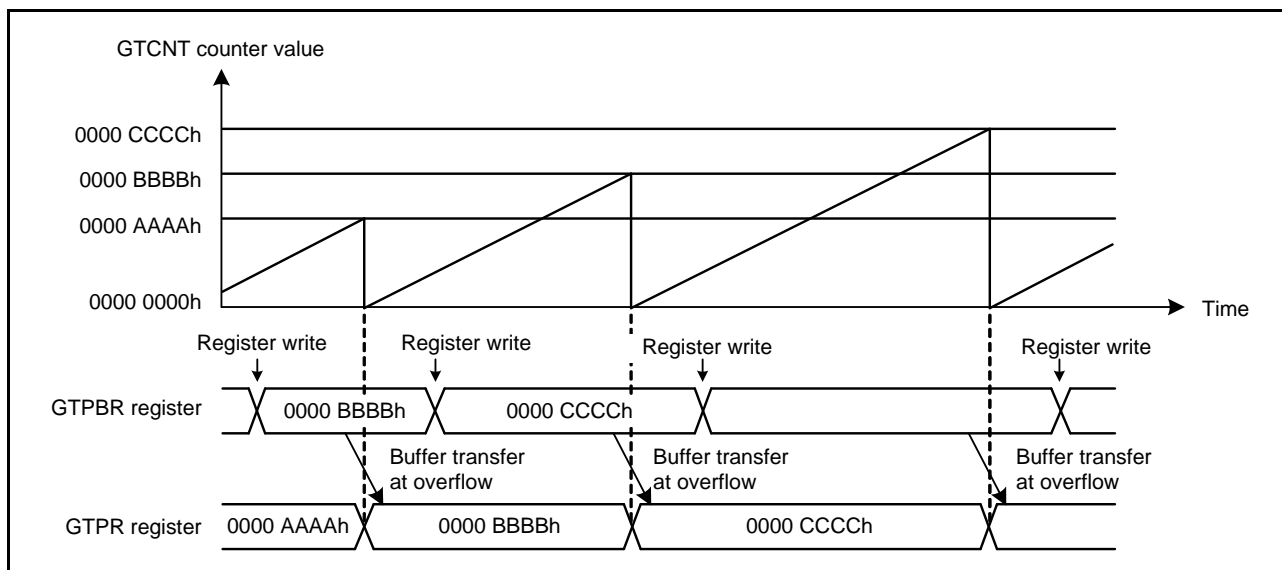 GTCNT counter value
0000 CCCCh
0000 BBBBh
0000 AAAAh
0000 0000h
Time
Register write
Register write
Register write
Register write
GTPBR register
0000 BBBBh
0000 CCCCh
Buffer transfer
at overflow
Buffer transfer
at overflow
Buffer transfer
at overflow
GTPR register
0000 AAAAh
0000 BBBBh
0000 CCCCh